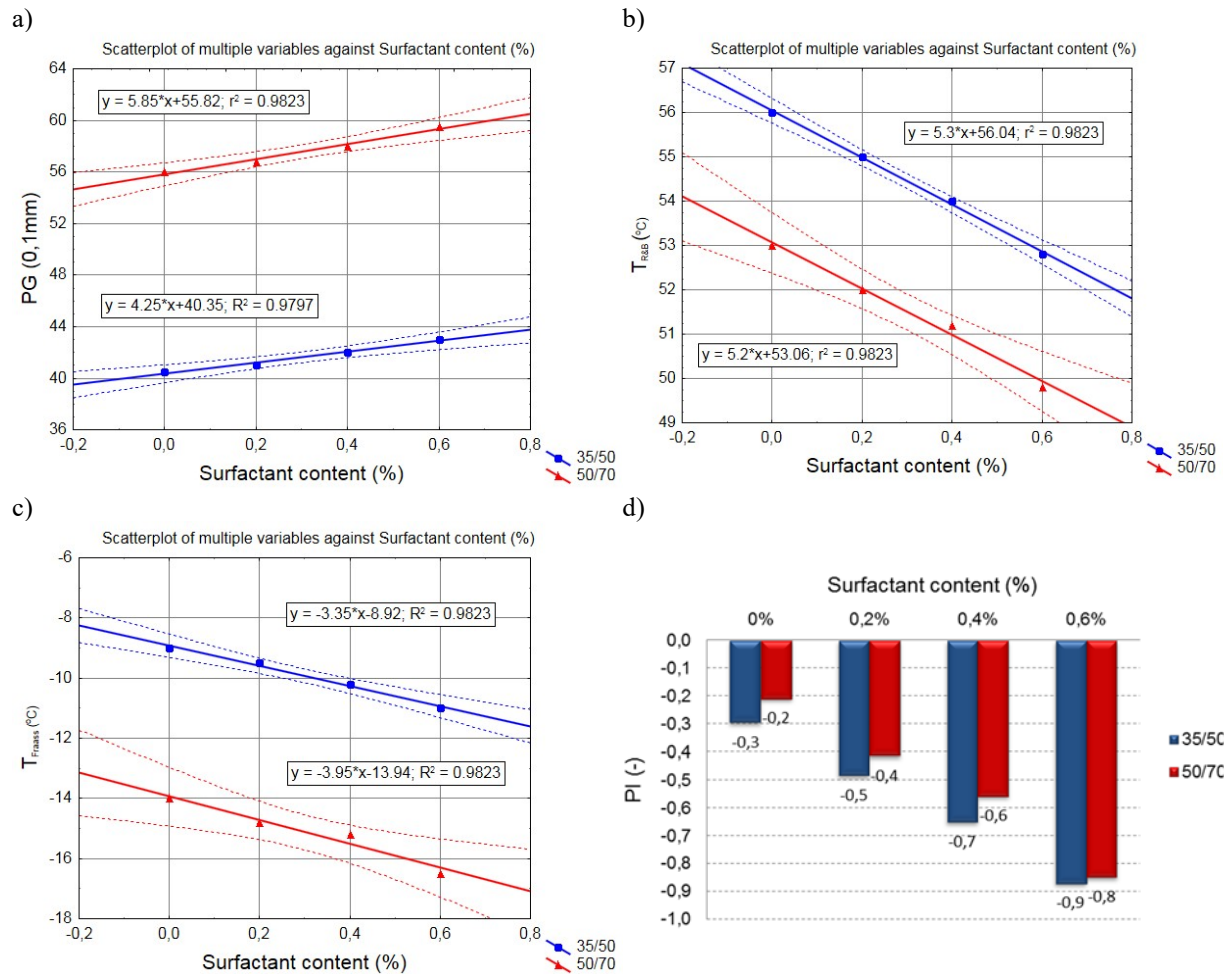 a)
Scatterplot of multiple variables against Surfactant content (%)
64
60
56
52
48
44
40
36
PG (0,1mm)
y = 5.85*x+55.82; r² = 0.9823
y = 4.25*x+40.35; R² = 0.9797
-0,2 0,0 0,2 0,4 0,6 0,8
Surfactant content (%)
35/50
50/70
b)
Scatterplot of multiple variables against Surfactant content (%)
57
56
55
54
53
52
51
50
49
T R&B (ºC)
y = 5.3*x+56.04; r² = 0.9823
y = 5.2*x+53.06; r² = 0.9823
-0,2 0,0 0,2 0,4 0,6 0,8
Surfactant content (%)
35/50
50/70
c)
Scatterplot of multiple variables against Surfactant content (%)
-6
-8
-10
-12
-14
-16
-18
T Fraass (ºC)
y = -3.35*x-8.92; R² = 0.9823
y = -3.95*x-13.94; R² = 0.9823
-0,2 0,0 0,2 0,4 0,6 0,8
Surfactant content (%)
35/50
50/70
d)
Surfactant content (%)
0% 0,2% 0,4% 0,6%
0,0
-0,1
-0,2
-0,3
-0,4
-0,5
-0,6
-0,7
-0,8
-0,9
-1,0
PI (-)
-0,3 -0,2
-0,5 -0,4
-0,7 -0,6
-0,9 -0,8
35/50
50/70